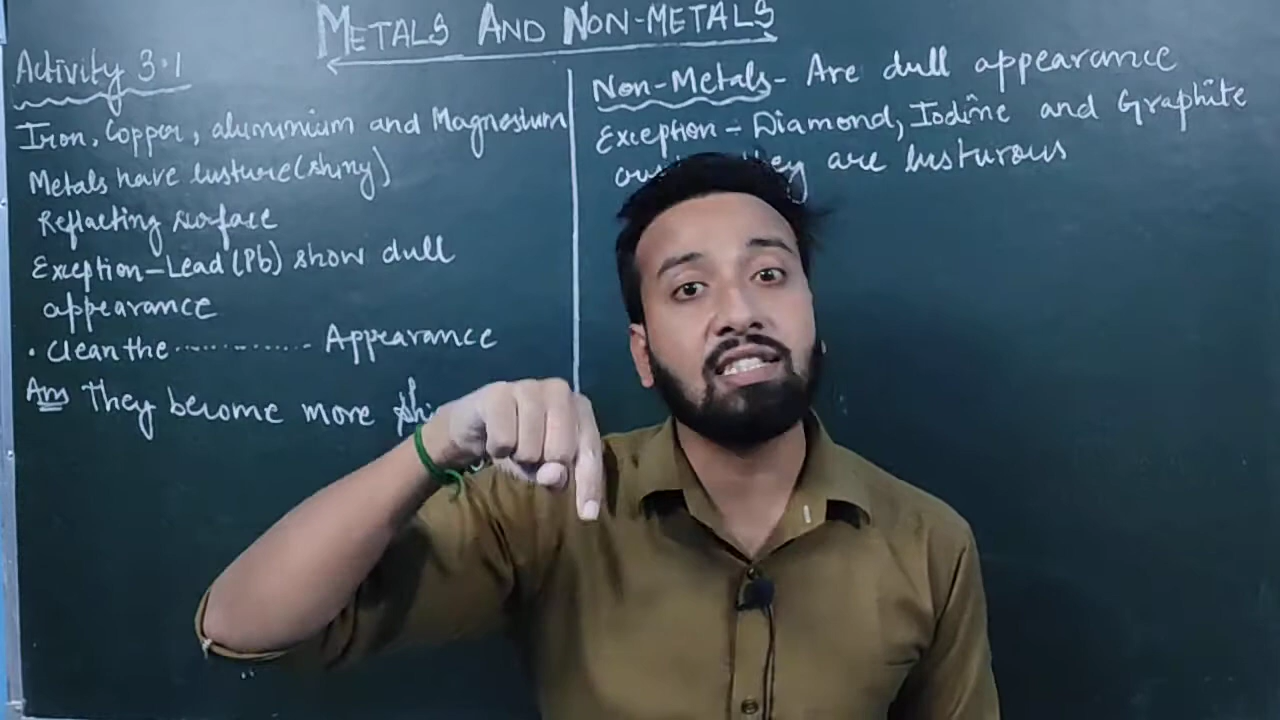 METALS AND NON-METALS
Activity 3.1
Iron, Copper, aluminium and Magnesium
Metals have lusture (shiny)
Reflacting surface
Exception-Lead (Pb) show dull
appearance
• Clean the .............. Appearance
Ans They become more
Non-Metals- Are dull appearance
Exception - Diamond, Iodine and Graphite
are lusturous